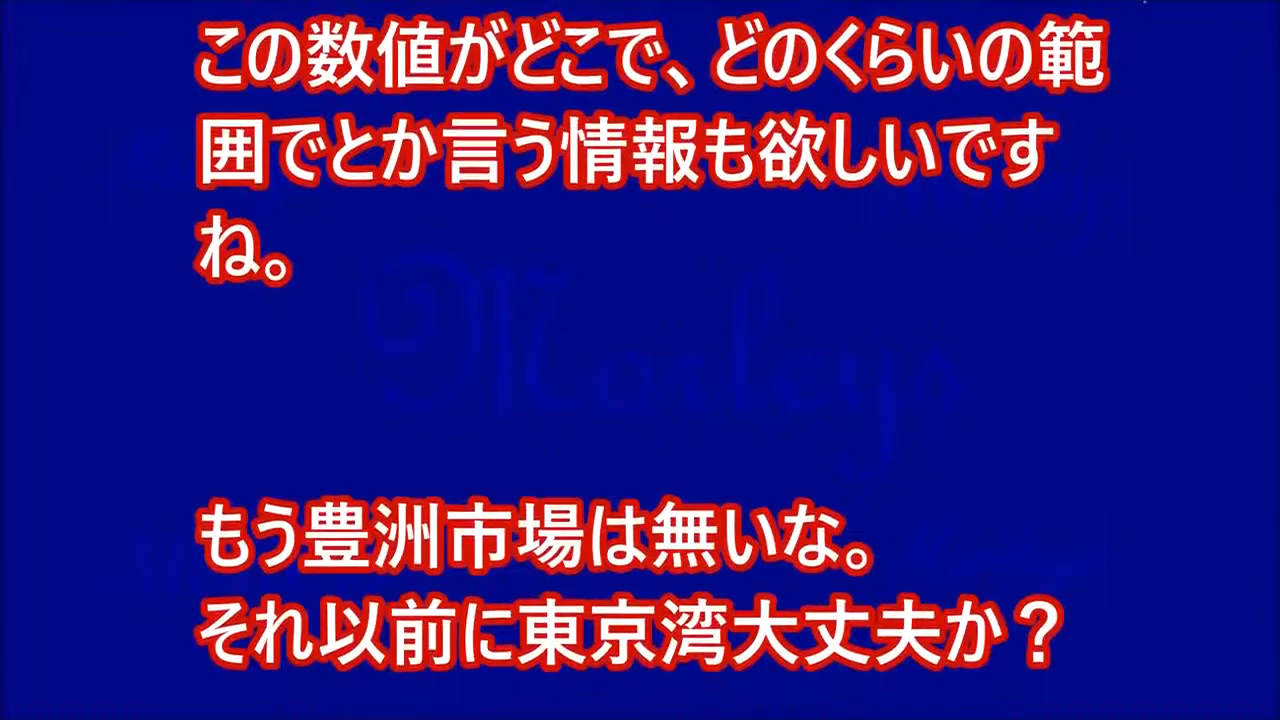 この数値がどこで、どのくらいの範
囲でとか言う情報も欲しいです
ね。
Marleys
もう豊洲市場は無いな。
それ以前に東京湾大丈夫か？